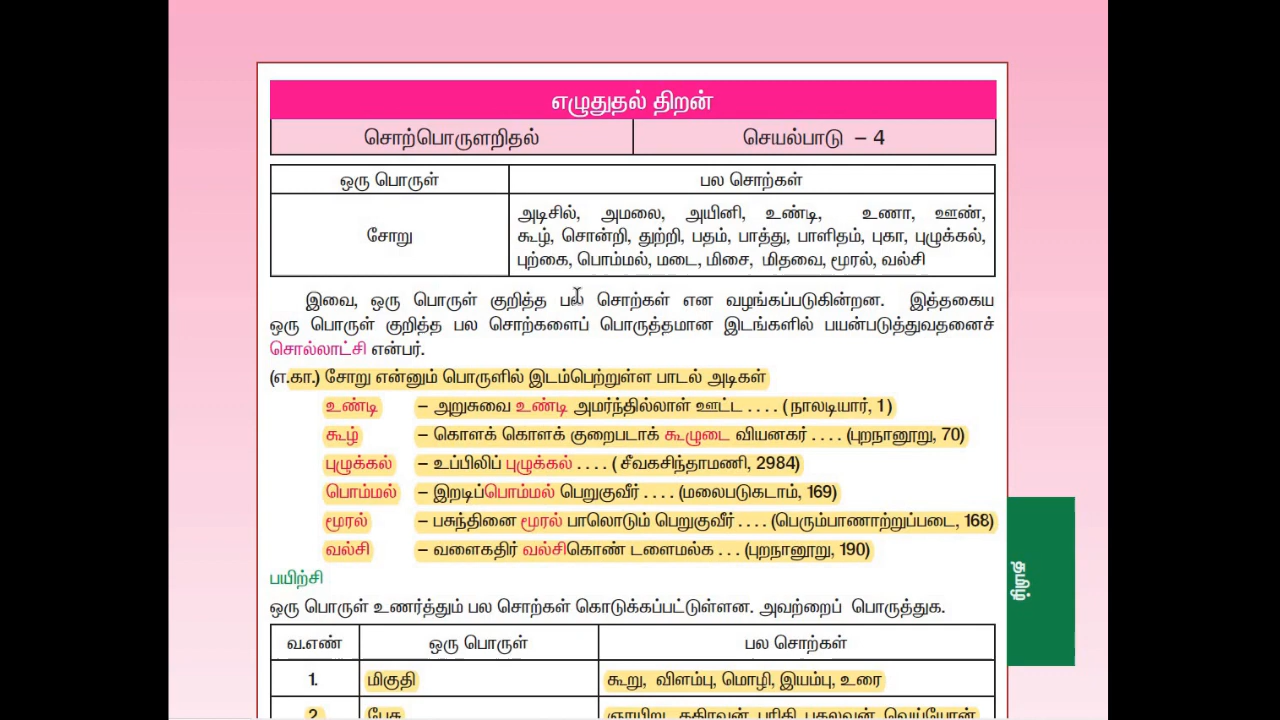 எழுதுதல் திறன்
சொற்பொருளறிதல் செயல்பாடு – 4
ஒரு பொருள் பல சொற்கள்
சோறு
அடிசில், அமலை, அயினி, உண்டி, உணா, ஊண்,
கூழ், சொன்றி, துற்றி, பதம், பாத்து, பாளிதம், புகா, புழுக்கல்,
புற்கை, பொம்மல், மடை, மிசை, மிதவை, மூரல், வல்சி
இவை, ஒரு பொருள் குறித்த பல சொற்கள் என வழங்கப்படுகின்றன. இத்தகைய
ஒரு பொருள் குறித்த பல சொற்களைப் பொருத்தமான இடங்களில் பயன்படுத்துவதனைச்
சொல்லாட்சி என்பர்.
(எ.கா.) சோறு என்னும் பொருளில் இடம்பெற்றுள்ள பாடல் அடிகள்
உண்டி – அறுசுவை உண்டி அமர்ந்தில்லாள் ஊட்ட . . . . ( நாலடியார், 1 )
கூழ் – கொளக் கொளக் குறைபடாக் கூழுடை வியனகர் . . . . (புறநானூறு, 70)
புழுக்கல் – உப்பிலிப் புழுக்கல் . . . . ( சீவகசிந்தாமணி, 2984)
பொம்மல் – இறடிப்பொம்மல் பெறுகுவீர் . . . . (மலைபடுகடாம், 169)
மூரல் – பசுந்தினை மூரல் பாலொடும் பெறுகுவீர் . . . . (பெரும்பாணாற்றுப்படை, 168)
வல்சி – வளைகதிர் வல்சிகொண் டளைமல்க . . . (புறநானூறு, 190)
பயிற்சி
ஒரு பொருள் உணர்த்தும் பல சொற்கள் கொடுக்கப்பட்டுள்ளன. அவற்றைப் பொருத்துக.
வ.எண் ஒரு பொருள் பல சொற்கள்
1. மிகுதி கூறு, விளம்பு, மொழி, இயம்பு, உரை
2. பேசு ஞாயிறு, கதிரவன், பரிதி, பகலவன், வெய்யோன்
தமிழ்